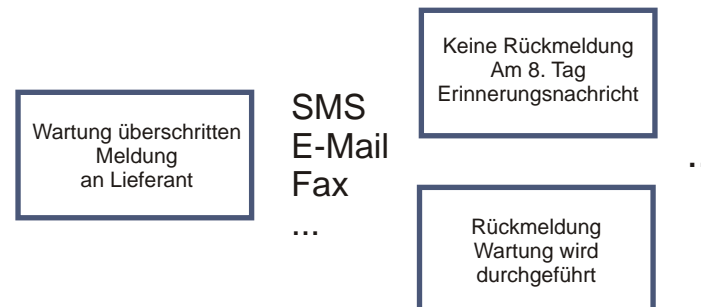 Wartung überschritten
Meldung
an Lieferant
SMS
E-Mail
Fax
...
Keine Rückmeldung
Am 8. Tag
Erinnerungsnachricht
Rückmeldung
Wartung wird
durchgeführt